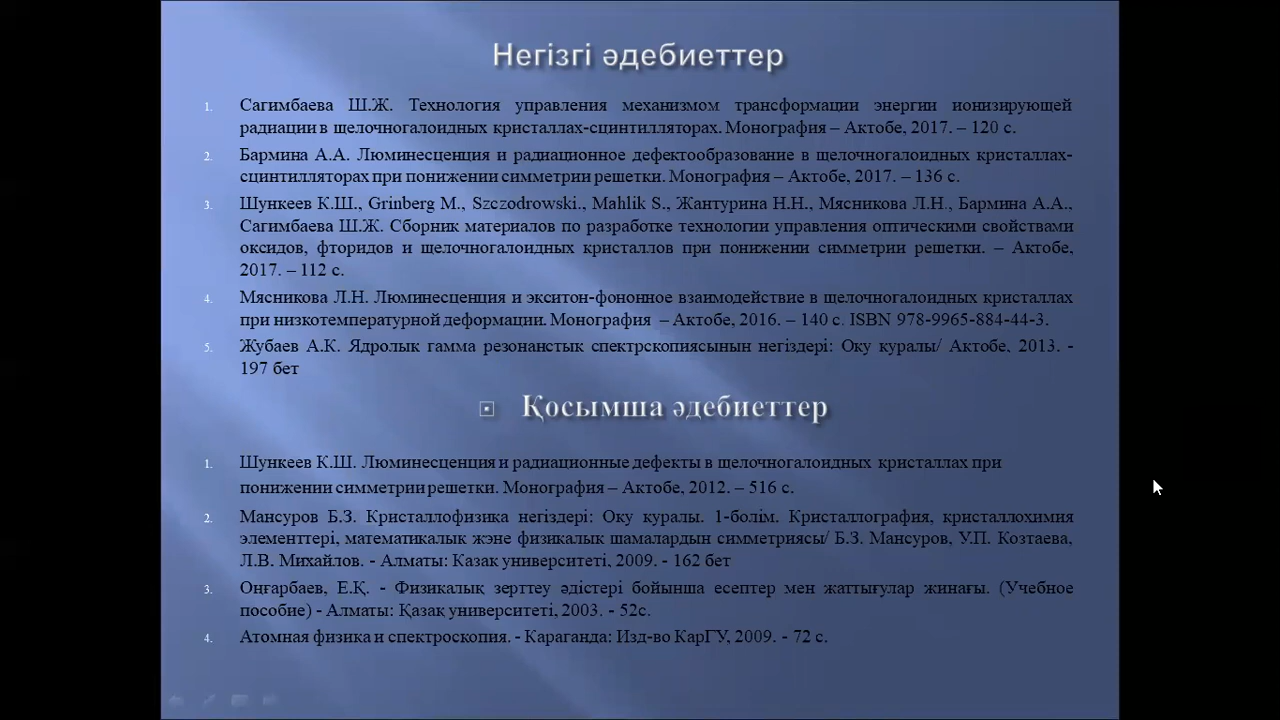 Негізгі әдебиеттер
1. Сагимбаева Ш.Ж. Технология управления механизмом трансформации энергии ионизирующей
радиации в щелочногалоидных кристаллах-сцинтилляторах. Монография – Актобе, 2017. – 120 с.
2. Бармина А.А. Люминесценция и радиационное дефектообразование в щелочногалоидных кристаллах-
сцинтилляторах при понижении симметрии решетки. Монография – Актобе, 2017. – 136 с.
3. Шункеев К.Ш., Grinberg M., Szczodrowski., Mahlik S., Жантурина Н.Н., Мясникова Л.Н., Бармина А.А.,
Сагимбаева Ш.Ж. Сборник материалов по разработке технологии управления оптическими свойствами
оксидов, фторидов и щелочногалоидных кристаллов при понижении симметрии решетки. – Актобе,
2017. – 112 с.
4. Мясникова Л.Н. Люминесценция и экситон-фононное взаимодействие в щелочногалоидных кристаллах
при низкотемпературной деформации. Монография – Актобе, 2016. – 140 с. ISBN 978-9965-884-44-3.
5. Жубаев А.К. Ядролык гамма резонанстык спектрскопиясынын негіздері: Оку куралы/ Актобе, 2013. -
197 бет
Қосымша әдебиеттер
1. Шункеев К.Ш. Люминесценция и радиационные дефекты в щелочногалоидных кристаллах при
понижении симметрии решетки. Монография – Актобе, 2012. – 516 с.
2. Мансуров Б.З. Кристаллофизика негіздері: Оку куралы. 1-болім. Кристаллография, кристаллохимия
элементтері, математикалык жэне физикалык шамалардын симметриясы/ Б.З. Мансуров, У.П. Козтаева,
Л.В. Михайлов. - Алматы: Казак университеті, 2009. - 162 бет
3. Оңғарбаев, Е.Қ. - Физикалық зерттеу әдістері бойынша есептер мен жаттығулар жинағы. (Учебное
пособие) - Алматы: Қазақ университеті, 2003. - 52с.
4. Атомная физика и спектроскопия. - Караганда: Изд-во КарГУ, 2009. - 72 с.